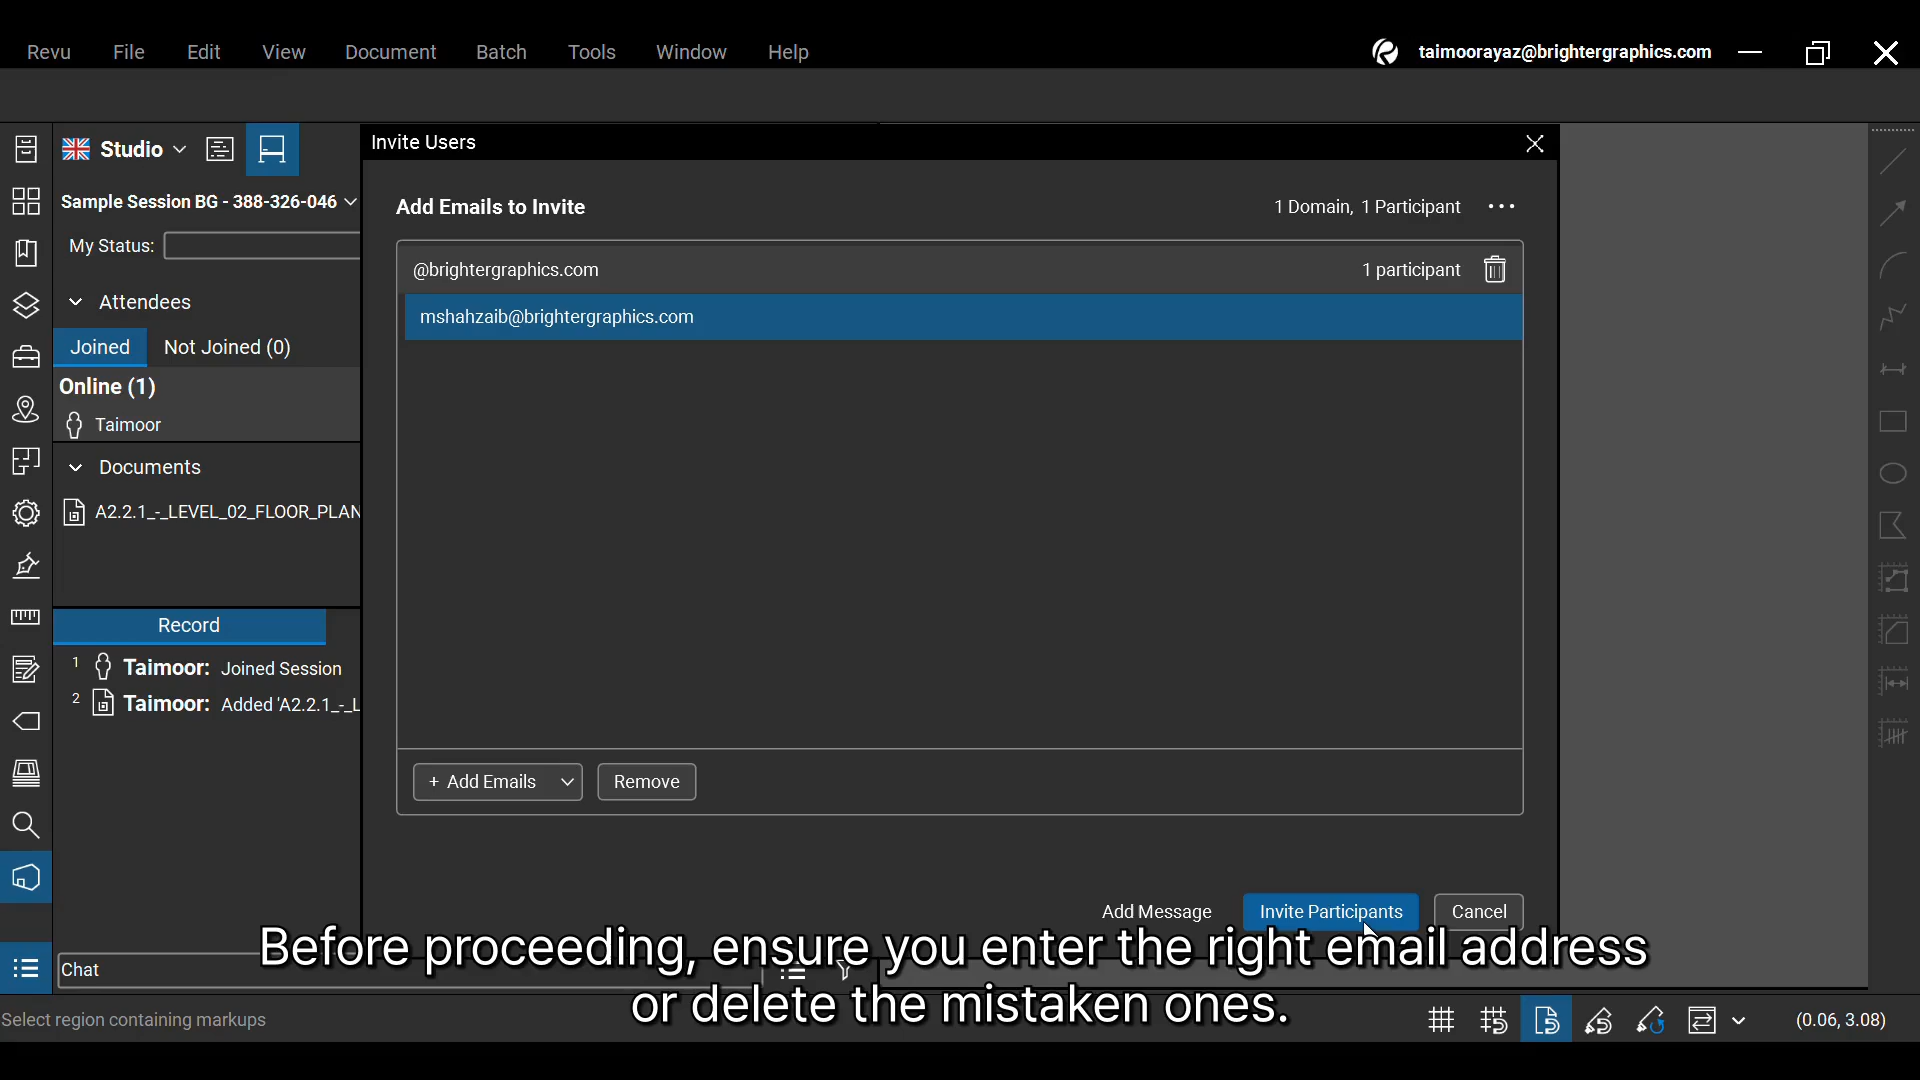 Revu File Edit View Document Batch Tools Window Help
taimoorayaz@brightergraphics.com
Studio
Sample Session BG - 388-326-046
My Status:
Attendees
Joined Not Joined (0)
Online (1)
Taimoor
Documents
A2.2.1_-_LEVEL_02_FLOOR_PLAN
Record
1 Taimoor: Joined Session
2 Taimoor: Added 'A2.2.1_-_L
Chat
Invite Users
Add Emails to Invite
1 Domain, 1 Participant
@brightergraphics.com
1 participant
mshahzaib@brightergraphics.com
+ Add Emails
Remove
Add Message
Invite Participants
Cancel
Before proceeding, ensure you enter the right email address
or delete the mistaken ones.
Select region containing markups
(0.06, 3.08)